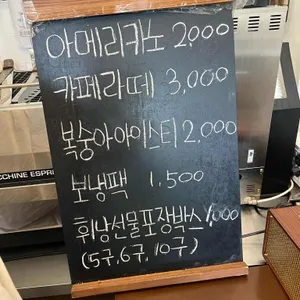 아메리카노 2,000
카페라떼 3,000
복숭아아이스티 2,000
보냉팩 1,500
휘낭선물포장박스 1,000
(5구, 6구, 10구)
CCHINE ESPR